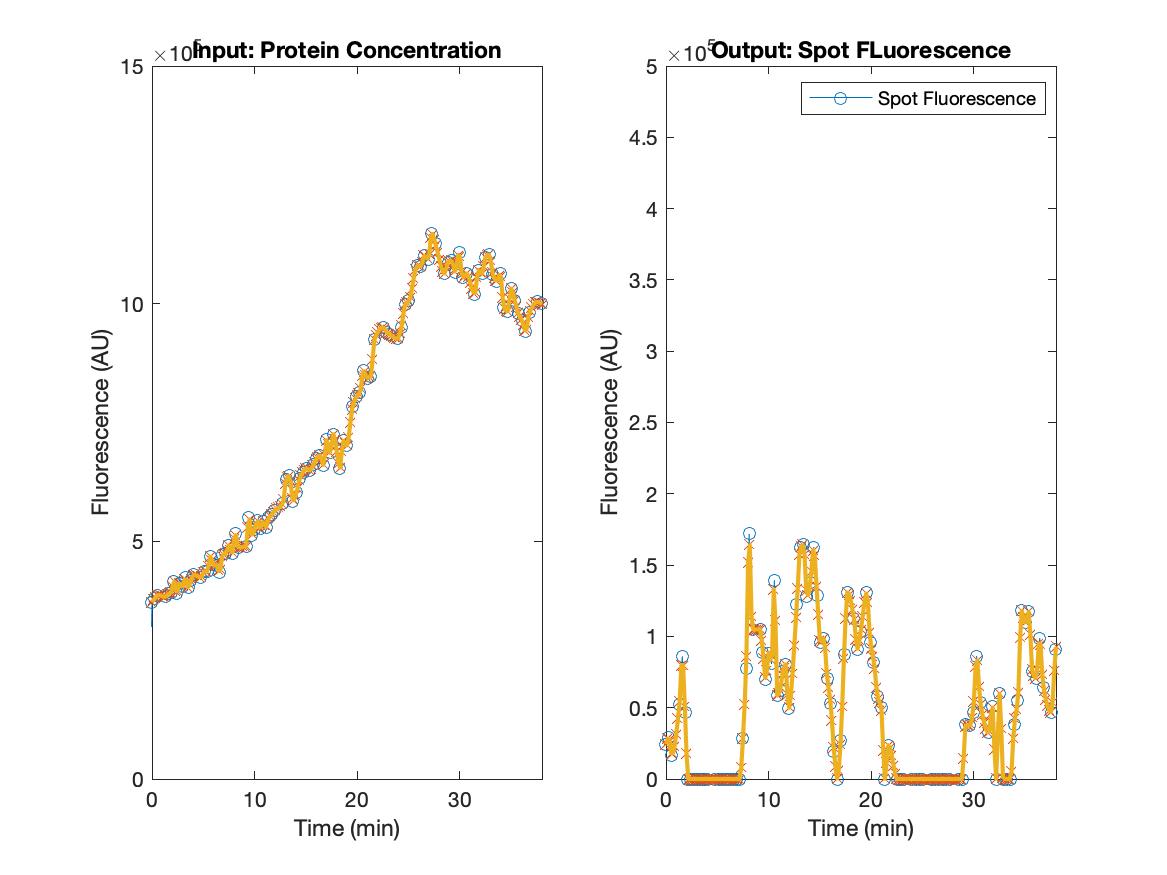 ×10⁵
Input: Protein Concentration
15
10
5
0
0 10 20 30
Fluorescence (AU)
Time (min)
×10⁵
Output: Spot FLuorescence
Spot Fluorescence
5
4.5
4
3.5
3
2.5
2
1.5
1
0.5
0
0 10 20 30
Fluorescence (AU)
Time (min)